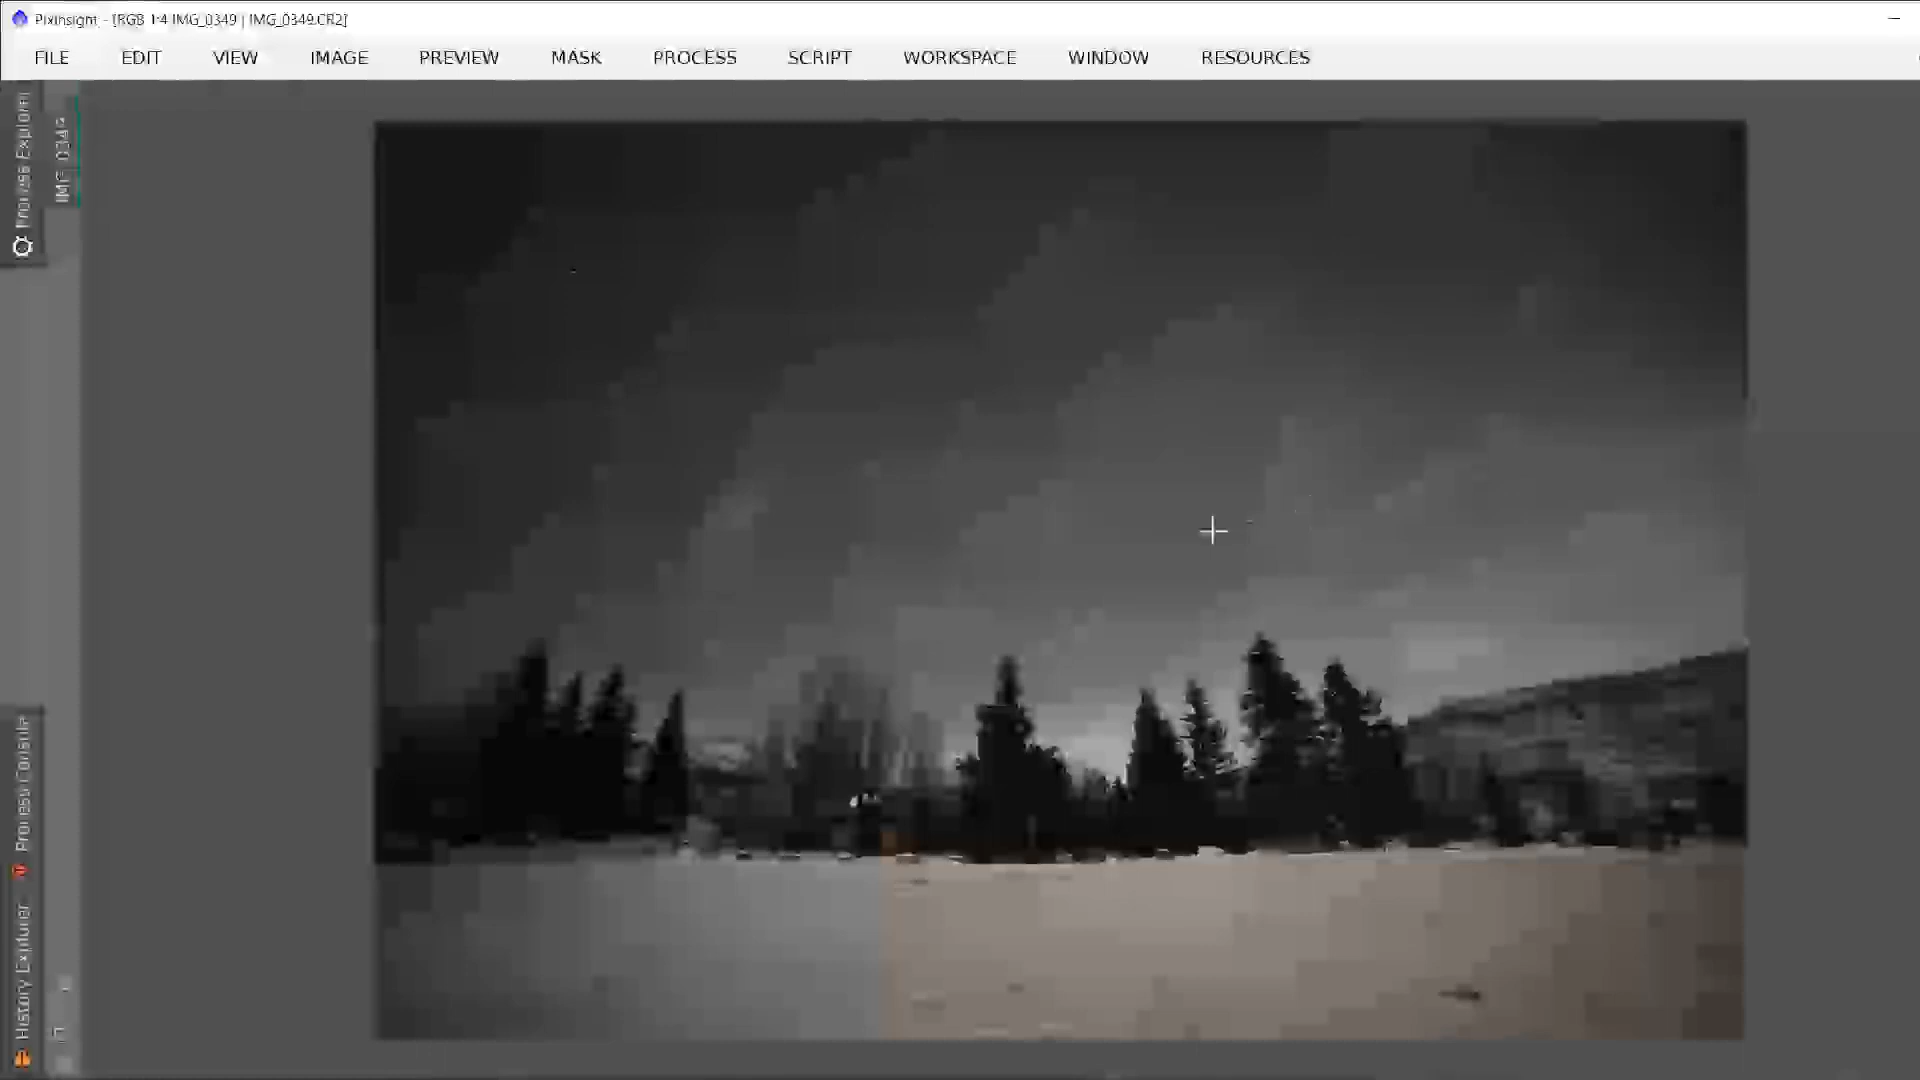 PixInsight - [RGB 1:4 IMG_0349 | IMG_0349.CR2]
FILE EDIT VIEW IMAGE PREVIEW MASK PROCESS SCRIPT WORKSPACE WINDOW RESOURCES
Process Explorer
IMG_0349
Process Console
History Explorer